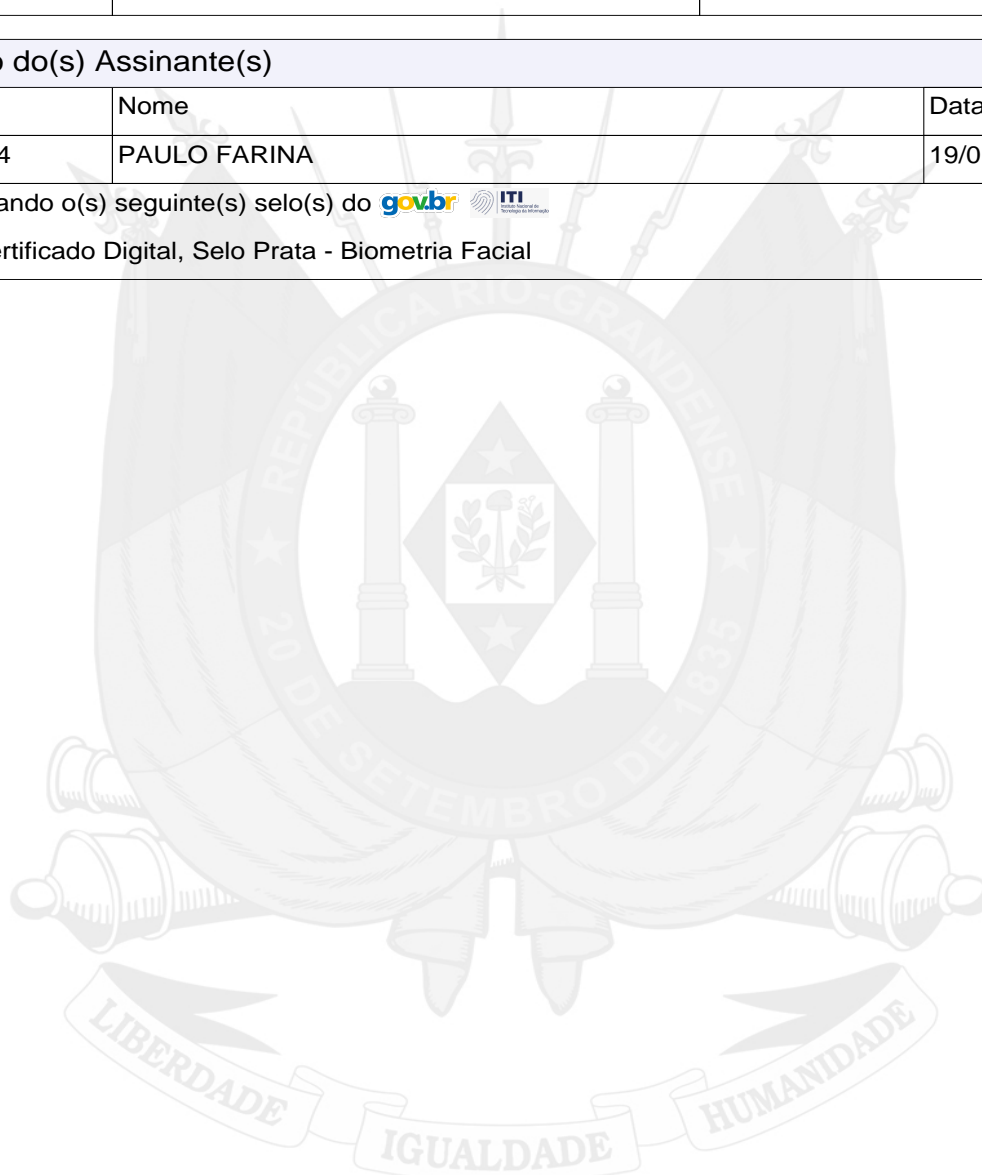 o do(s) Assinante(s)
Nome Data
4 PAULO FARINA 19/0
ando o(s) seguinte(s) selo(s) do gov.br ITI
ertificado Digital, Selo Prata - Biometria Facial
REPÚBLICA RIO-GRANDENSE
20 DE SETEMBRO DE 1835
LIBERDADE IGUALDADE HUMANIDADE